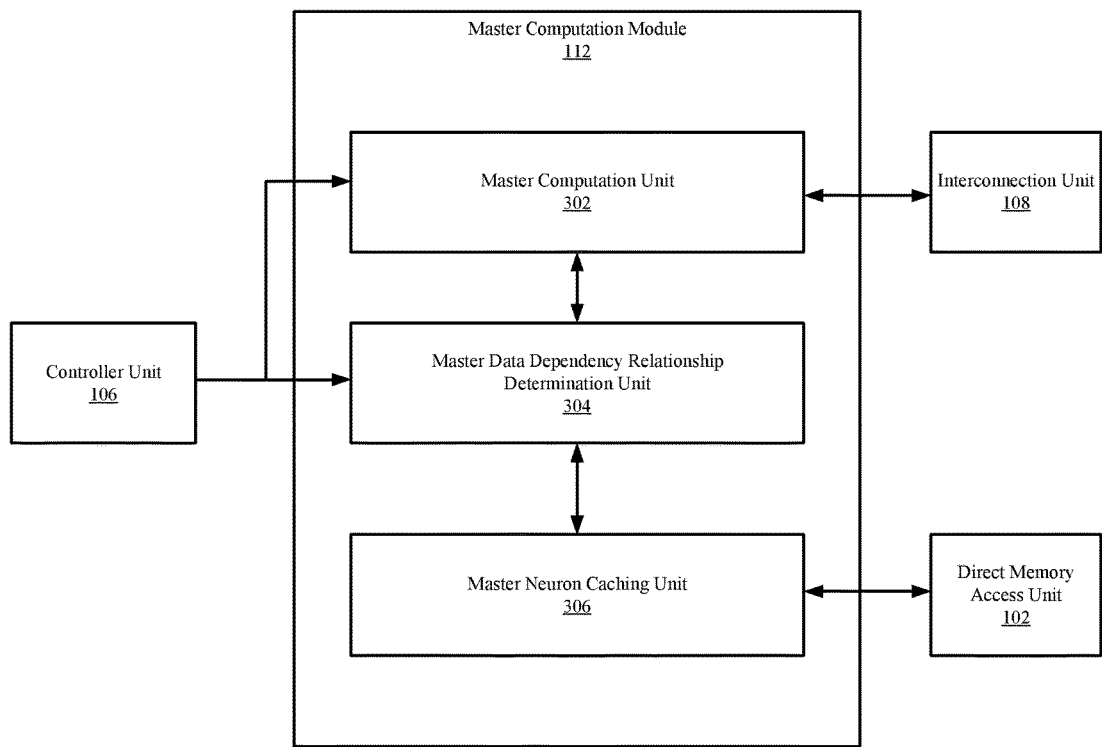 Master Computation Module
112
Master Computation Unit
302
Interconnection Unit
108
Controller Unit
106
Master Data Dependency Relationship
Determination Unit
304
Master Neuron Caching Unit
306
Direct Memory
Access Unit
102